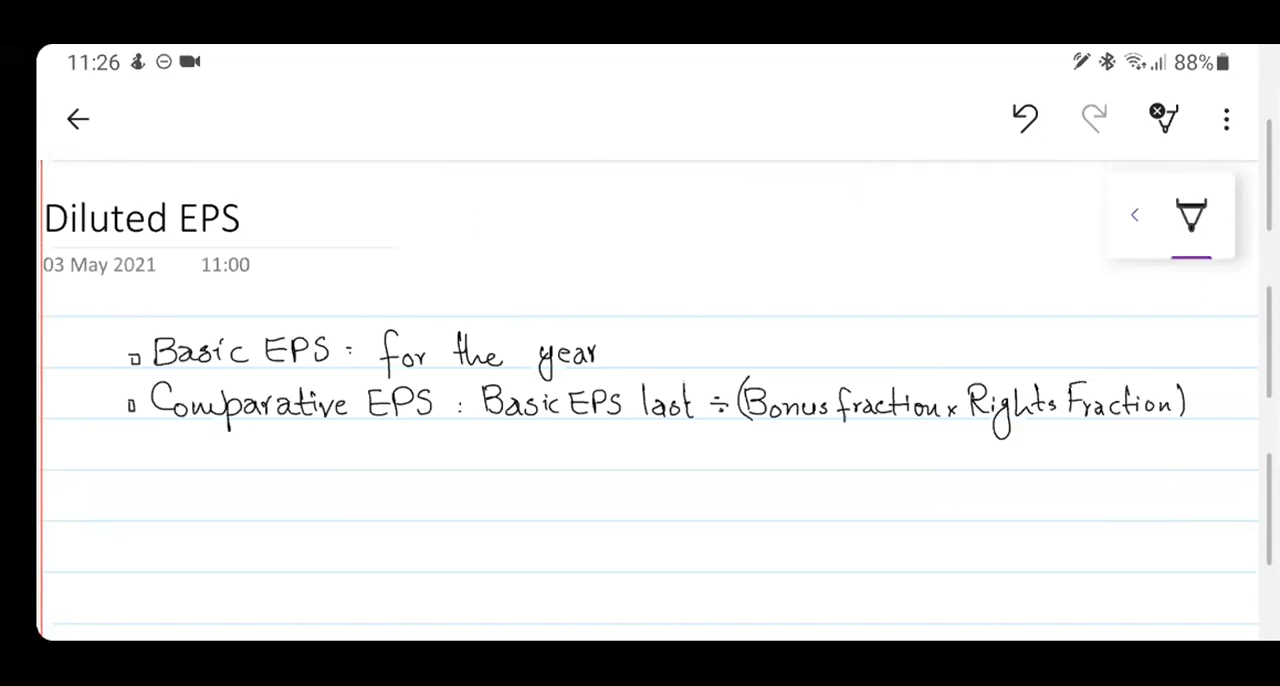 11:26 88%
Diluted EPS
03 May 2021 11:00
Basic EPS : for the year
Comparative EPS : Basic EPS last ÷ (Bonus fraction x Rights Fraction)